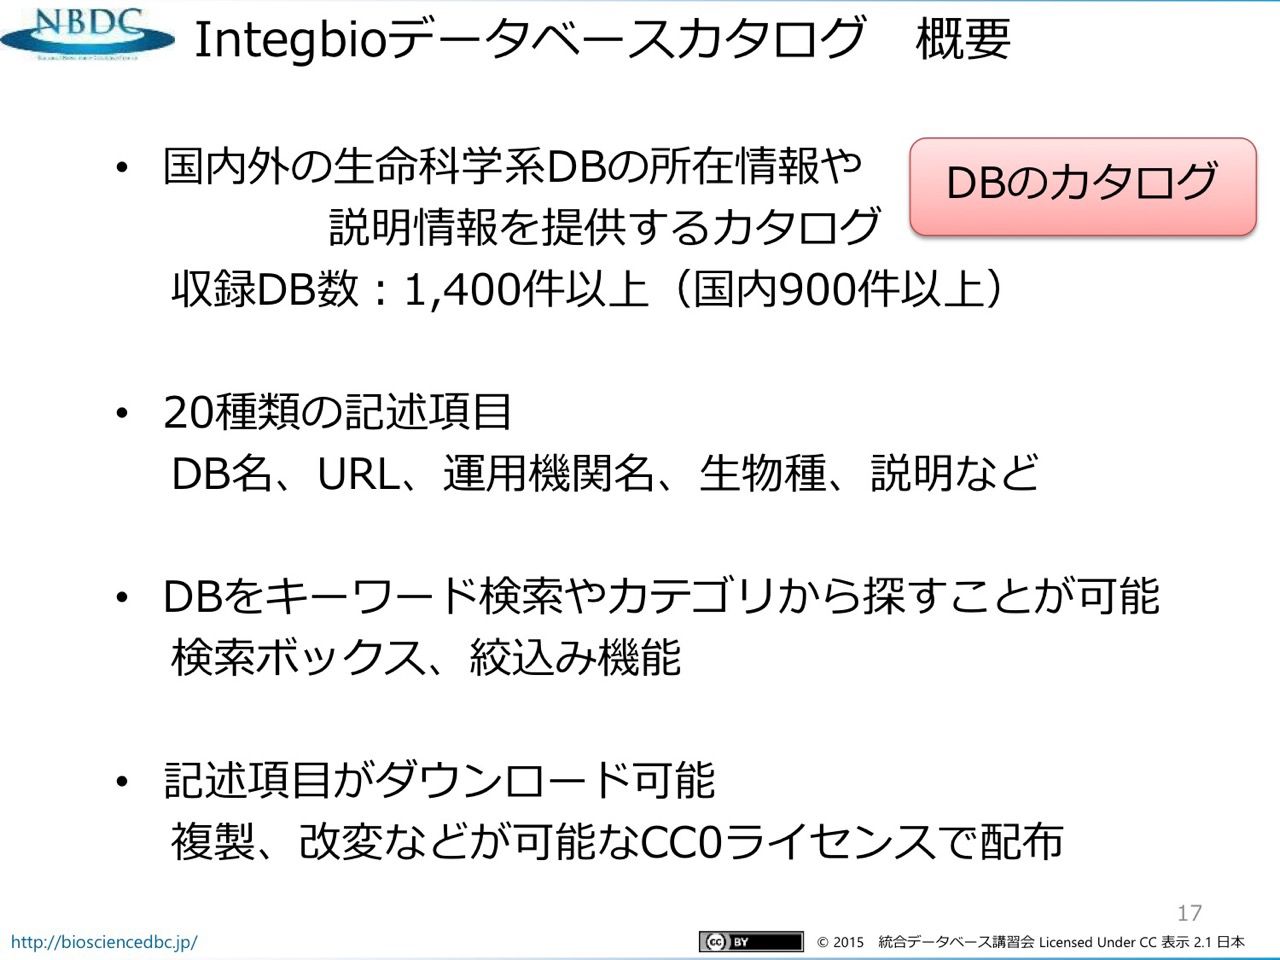 NBDC
Integbioデータベースカタログ　概要
• 国内外の生命科学系DBの所在情報や
説明情報を提供するカタログ
収録DB数：1,400件以上（国内900件以上）
DBのカタログ
• 20種類の記述項目
DB名、URL、運用機関名、生物種、説明など
• DBをキーワード検索やカテゴリから探すことが可能
検索ボックス、絞込み機能
• 記述項目がダウンロード可能
複製、改変などが可能なCC0ライセンスで配布
17
http://biosciencedbc.jp/
cc BY
© 2015　統合データベース講習会 Licensed Under CC 表示 2.1 日本